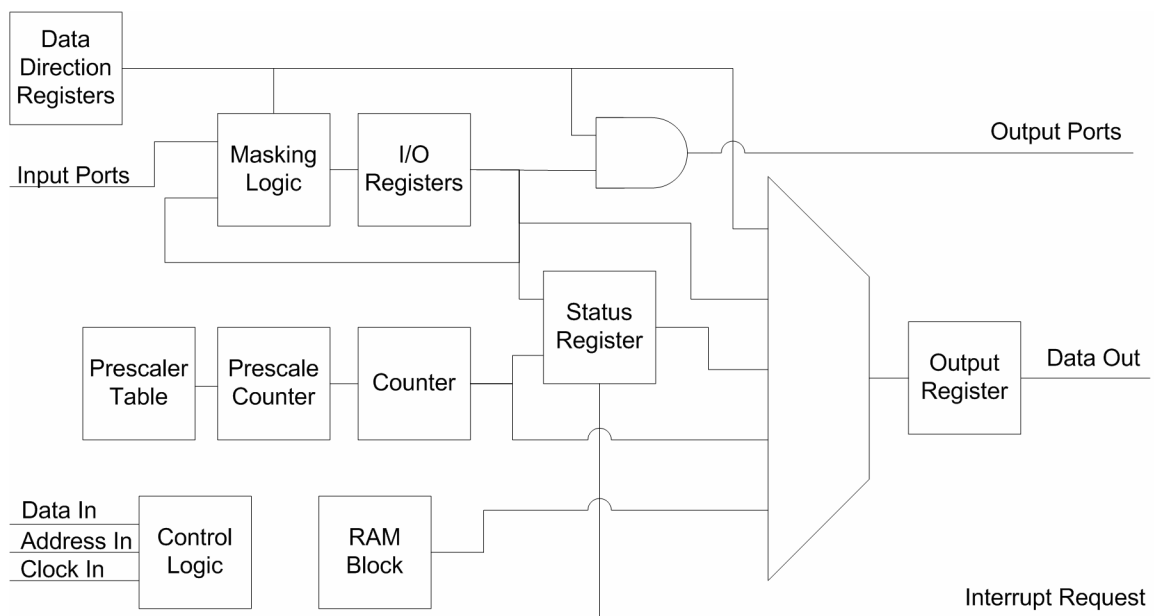 Data
Direction
Registers
Output Ports
Masking
Logic
I/O
Registers
Input Ports
Status
Register
Prescaler
Table
Prescale
Counter
Counter
Output
Register
Data Out
Data In
Address In
Clock In
Control
Logic
RAM
Block
Interrupt Request